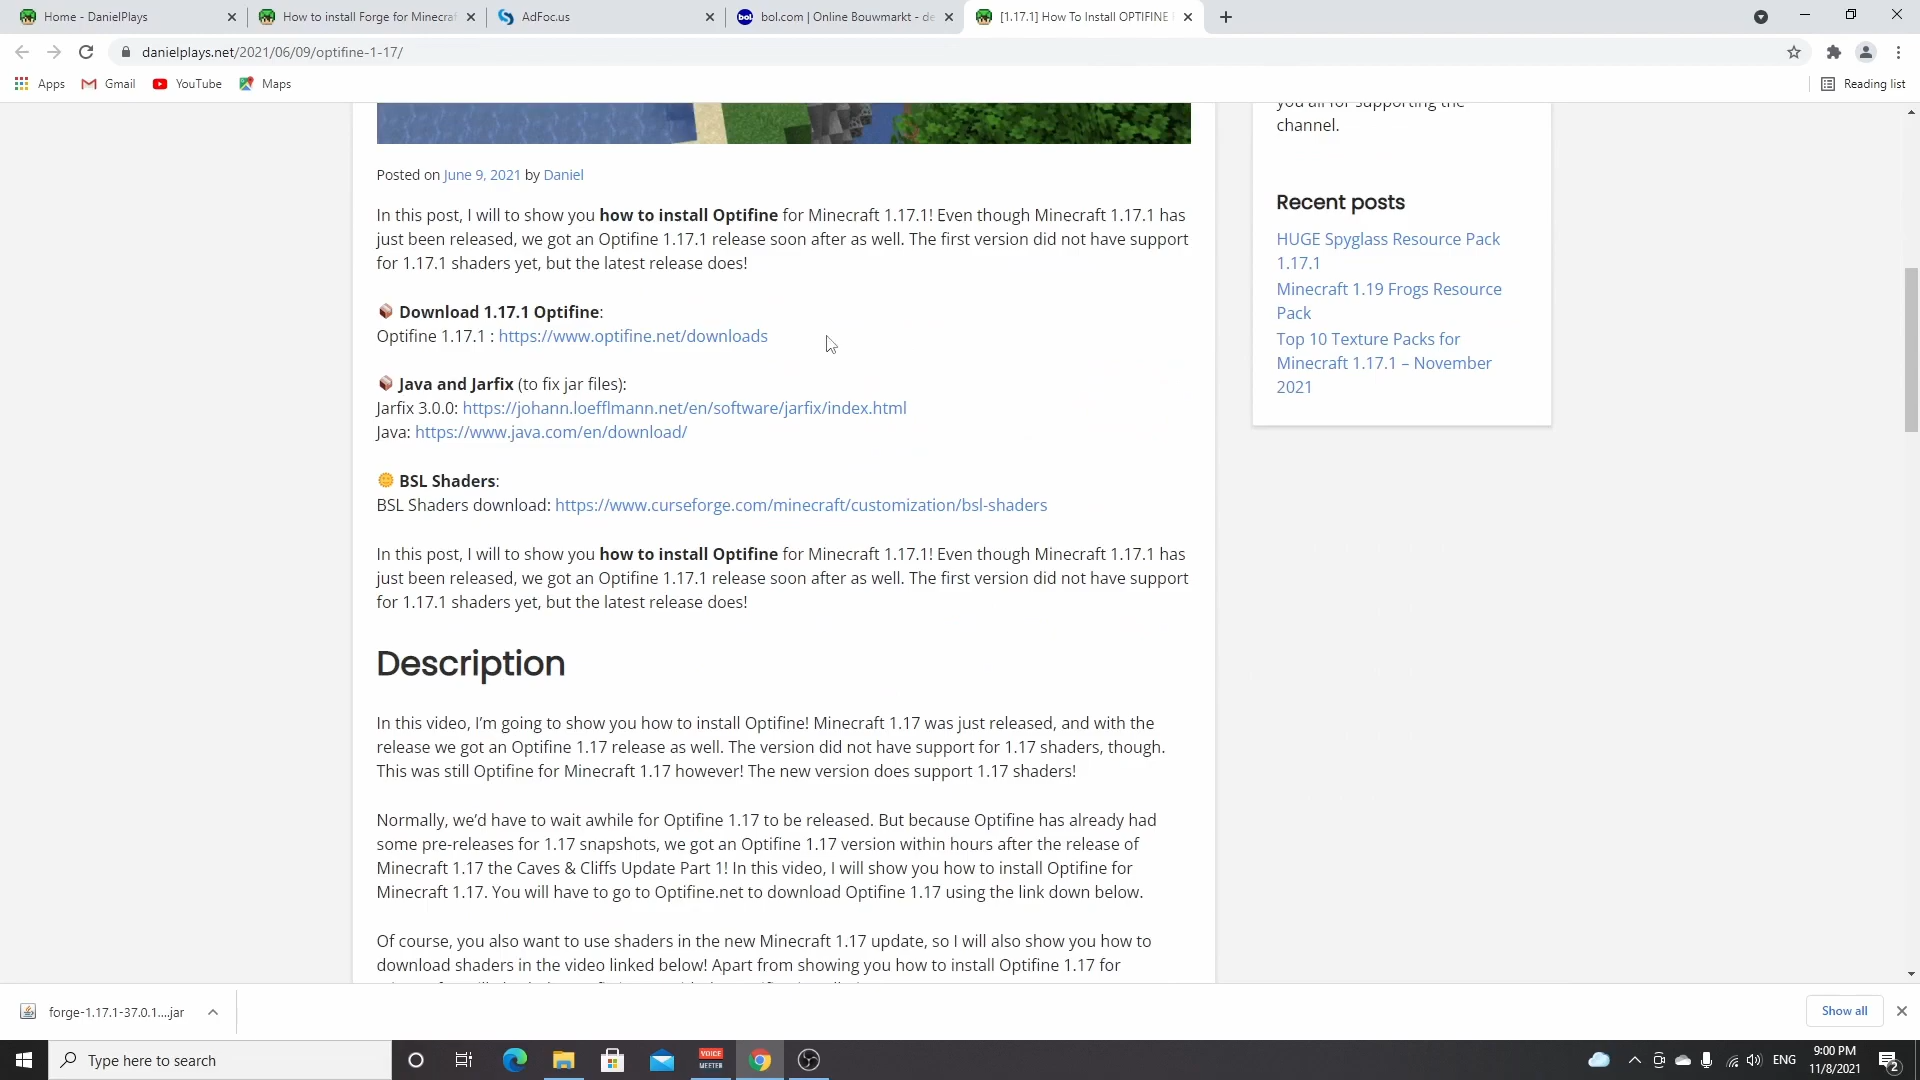 Home - DanielPlays
How to install Forge for Minecraf
AdFoc.us
bol.com | Online Bouwmarkt - de
[1.17.1] How To Install OPTIFINE
danielplays.net/2021/06/09/optifine-1-17/
Apps
Gmail
YouTube
Maps
Reading list
you all for supporting the
channel.
Posted on June 9, 2021 by Daniel
In this post, I will to show you how to install Optifine for Minecraft 1.17.1! Even though Minecraft 1.17.1 has
just been released, we got an Optifine 1.17.1 release soon after as well. The first version did not have support
for 1.17.1 shaders yet, but the latest release does!
Download 1.17.1 Optifine:
Optifine 1.17.1 : https://www.optifine.net/downloads
Java and Jarfix (to fix jar files):
Jarfix 3.0.0: https://johann.loefflmann.net/en/software/jarfix/index.html
Java: https://www.java.com/en/download/
BSL Shaders:
BSL Shaders download: https://www.curseforge.com/minecraft/customization/bsl-shaders
In this post, I will to show you how to install Optifine for Minecraft 1.17.1! Even though Minecraft 1.17.1 has
just been released, we got an Optifine 1.17.1 release soon after as well. The first version did not have support
for 1.17.1 shaders yet, but the latest release does!
Description
In this video, I'm going to show you how to install Optifine! Minecraft 1.17 was just released, and with the
release we got an Optifine 1.17 release as well. The version did not have support for 1.17 shaders, though.
This was still Optifine for Minecraft 1.17 however! The new version does support 1.17 shaders!
Normally, we'd have to wait awhile for Optifine 1.17 to be released. But because Optifine has already had
some pre-releases for 1.17 snapshots, we got an Optifine 1.17 version within hours after the release of
Minecraft 1.17 the Caves & Cliffs Update Part 1! In this video, I will show you how to install Optifine for
Minecraft 1.17. You will have to go to Optifine.net to download Optifine 1.17 using the link down below.
Of course, you also want to use shaders in the new Minecraft 1.17 update, so I will also show you how to
download shaders in the video linked below! Apart from showing you how to install Optifine 1.17 for
Recent posts
HUGE Spyglass Resource Pack
1.17.1
Minecraft 1.19 Frogs Resource
Pack
Top 10 Texture Packs for
Minecraft 1.17.1 – November
2021
forge-1.17.1-37.0.1....jar
Show all
Type here to search
VOICE
MEETER
ENG
9:00 PM
11/8/2021
2